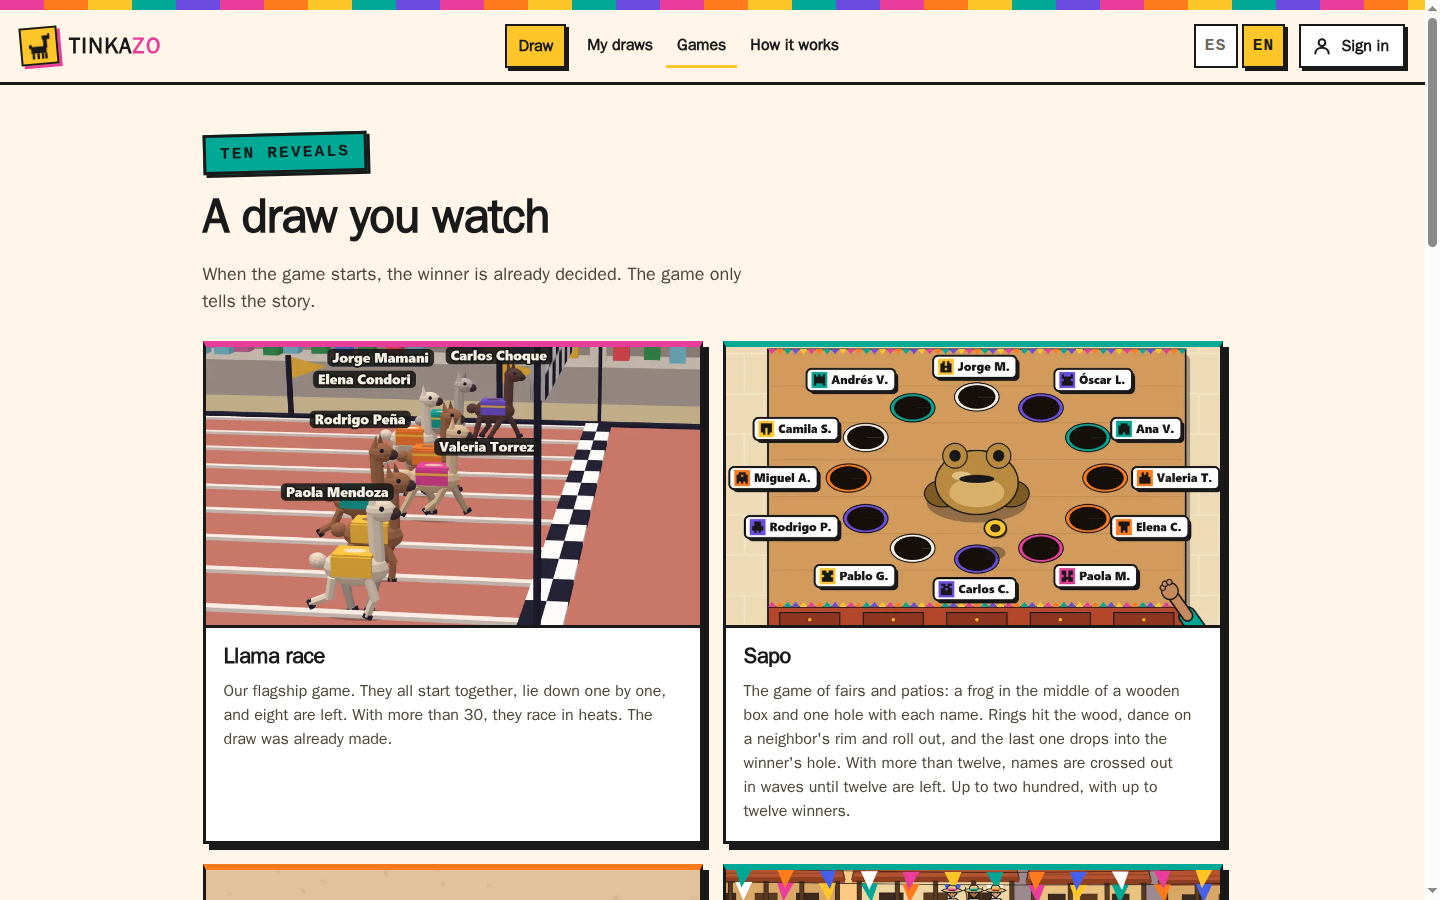 TINKAZO
Draw
My draws
Games
How it works
ES
EN
Sign in
TEN REVEALS
A draw you watch
When the game starts, the winner is already decided. The game only
tells the story.
Jorge Mamani
Carlos Choque
Elena Condori
Rodrigo Peña
Valeria Torrez
Paola Mendoza
Llama race
Our flagship game. They all start together, lie down one by one,
and eight are left. With more than 30, they race in heats. The
draw was already made.
Jorge M.
Andrés V.
Óscar L.
Camila S.
Ana V.
Miguel A.
Valeria T.
Rodrigo P.
Elena C.
Pablo G.
Paola M.
Carlos C.
Sapo
The game of fairs and patios: a frog in the middle of a wooden
box and one hole with each name. Rings hit the wood, dance on
a neighbor's rim and roll out, and the last one drops into the
winner's hole. With more than twelve, names are crossed out
in waves until twelve are left. Up to two hundred, with up to
twelve winners.